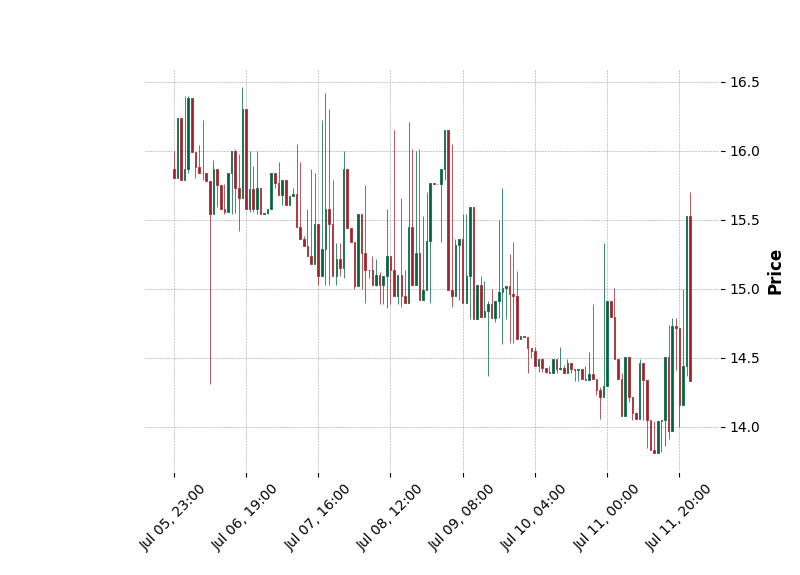 16.5
16.0
15.5
15.0
14.5
14.0
Price
Jul 05, 23:00
Jul 06, 19:00
Jul 07, 16:00
Jul 08, 12:00
Jul 09, 08:00
Jul 10, 04:00
Jul 11, 00:00
Jul 11, 20:00